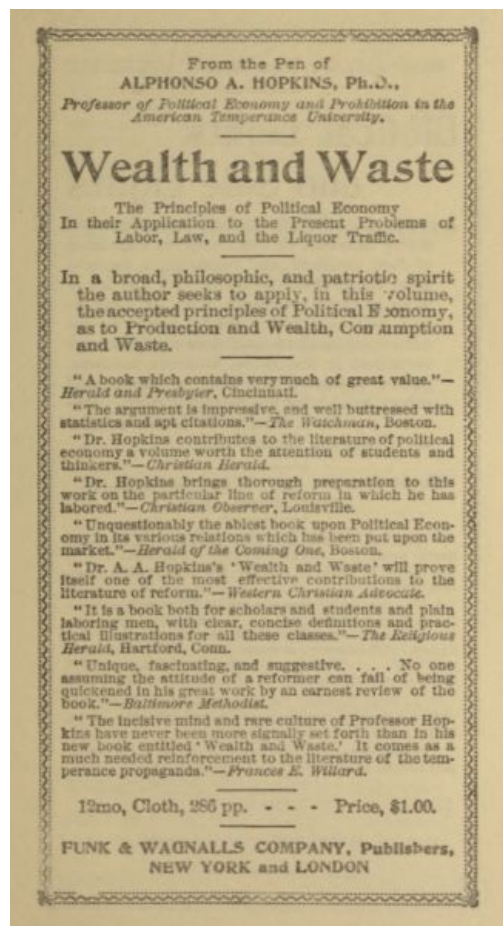 From the Pen of
ALPHONSO A. HOPKINS, Ph.D.,
Professor of Political Economy and Prohibition in the
American Temperance University.
Wealth and Waste
The Principles of Political Economy
In their Application to the Present Problems of
Labor, Law, and the Liquor Traffic.
In a broad, philosophic, and patriotic spirit
the author seeks to apply, in this volume,
the accepted principles of Political Economy,
as to Production and Wealth, Con umption
and Waste.
"A book which contains very much of great value."—
Herald and Presbyter, Cincinnati.
"The argument is impressive, and well buttressed with
statistics and apt citations."—The Watchman, Boston.
"Dr. Hopkins contributes to the literature of political
economy a volume worth the attention of students and
thinkers."—Christian Herald.
"Dr. Hopkins brings thorough preparation to this
work on the particular line of reform in which he has
labored."—Christian Observer, Louisville.
"Unquestionably the ablest book upon Political Econ-
omy in its various relations which has been put upon the
market."—Herald of the Coming One, Boston.
"Dr. A. A. Hopkins's 'Wealth and Waste' will prove
itself one of the most effective contributions to the
literature of reform."—Western Christian Advocate.
"It is a book both for scholars and students and plain
laboring men, with clear, concise definitions and prac-
tical illustrations for all these classes."—The Religious
Herald, Hartford, Conn.
"Unique, fascinating, and suggestive. . . . No one
assuming the attitude of a reformer can fail of being
quickened in his great work by an earnest review of the
book."—Baltimore Methodist.
"The incisive mind and rare culture of Professor Hop-
kins have never been more signally set forth than in his
new book entitled 'Wealth and Waste.' It comes as a
much needed reinforcement to the literature of the tem-
perance propaganda."—Frances E. Willard.
12mo, Cloth, 286 pp. - - - Price, $1.00.
FUNK & WAGNALLS COMPANY, Publishers,
NEW YORK and LONDON